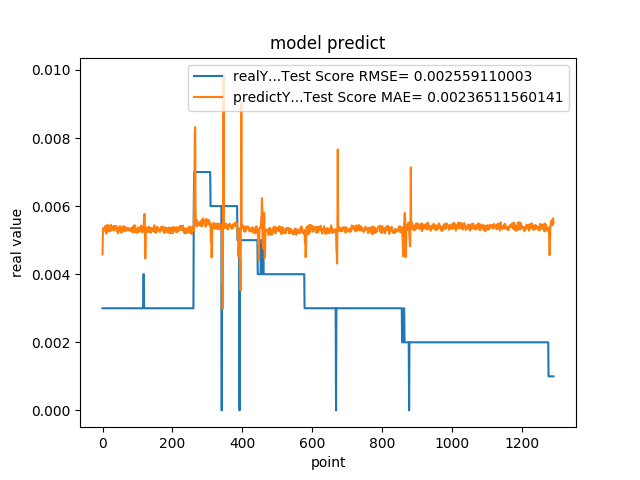 model predict
realY...Test Score RMSE= 0.002559110003
predictY...Test Score MAE= 0.00236511560141
0.010
0.008
0.006
0.004
0.002
0.000
real value
0 200 400 600 800 1000 1200
point